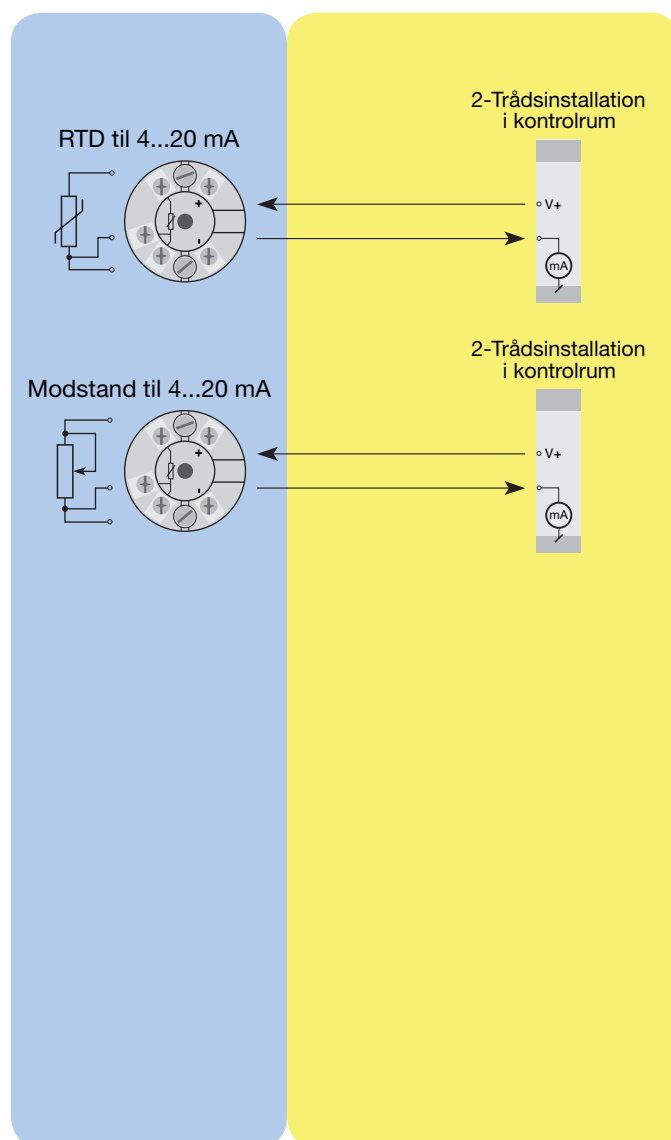 2-Trådsinstallation
i kontrolrum
RTD til 4...20 mA
+
-
V+
mA
2-Trådsinstallation
i kontrolrum
Modstand til 4...20 mA
+
-
V+
mA